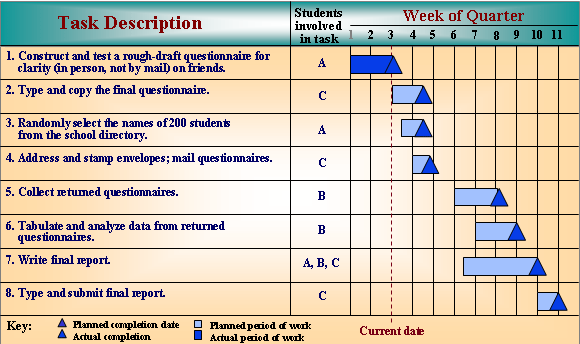 Task Description
Students
involved
in task
Week of Quarter
1 2 3 4 5 6 7 8 9 10 11
1. Construct and test a rough-draft questionnaire for
clarity (in person, not by mail) on friends.
A
2. Type and copy the final questionnaire.
C
3. Randomly select the names of 200 students
from the school directory.
A
4. Address and stamp envelopes; mail questionnaires.
C
5. Collect returned questionnaires.
B
6. Tabulate and analyze data from returned
questionnaires.
B
7. Write final report.
A, B, C
8. Type and submit final report.
C
Key:
Planned completion date
Planned period of work
Actual completion
Actual period of work
Current date